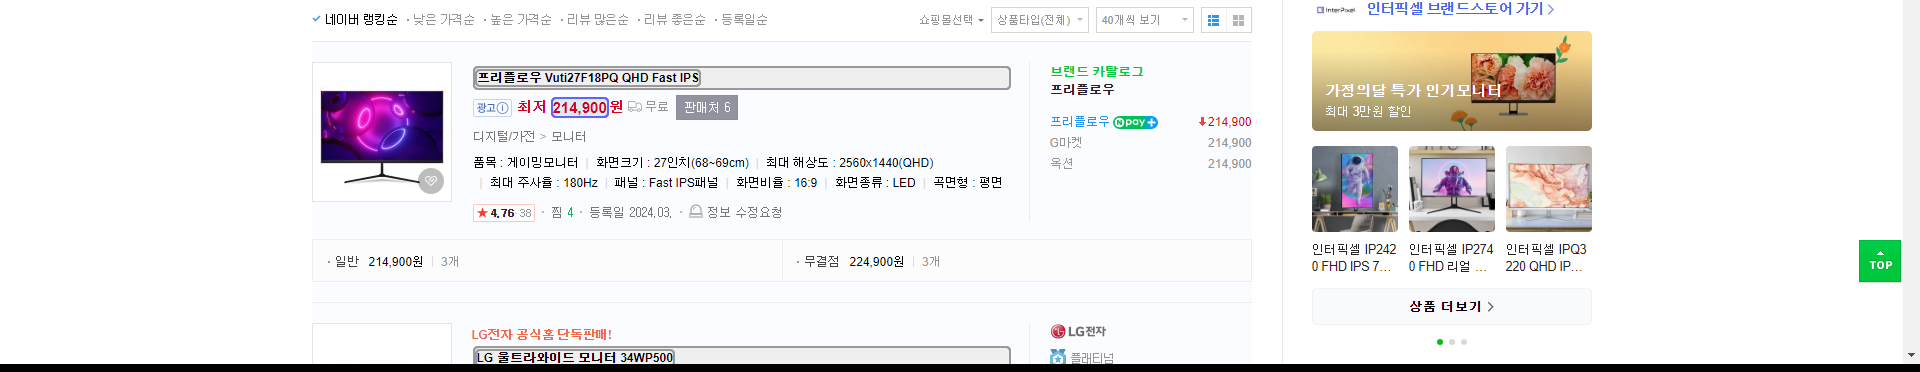 네이버 랭킹순 · 낮은 가격순 · 높은 가격순 · 리뷰 많은순 · 리뷰 좋은순 · 등록일순
쇼핑몰선택 상품타입(전체) 40개씩 보기
프리플로우 Vuti27F18PQ QHD Fast IPS
광고 최저 214,900원 무료 판매처 6
디지털/가전 > 모니터
품목 : 게이밍모니터 | 화면크기 : 27인치(68~69cm) | 최대 해상도 : 2560x1440(QHD)
| 최대 주사율 : 180Hz | 패널 : Fast IPS패널 | 화면비율 : 16:9 | 화면종류 : LED | 곡면형 : 평면
★ 4.76 · 38 · 찜 4 · 등록일 2024.03. · 정보 수정요청
브랜드 카탈로그
프리플로우
프리플로우 N pay + 214,900
G마켓 214,900
옥션 214,900
· 일반 214,900원 | 3개
· 무결점 224,900원 | 3개
LG전자 공식홈 단독판매!
LG 울트라와이드 모니터 34WP500
LG전자
플래티넘
InterPixel 인터픽셀 브랜드스토어 가기 >
가정의달 특가 인기모니터
최대 3만원 할인
인터픽셀 IP242
0 FHD IPS 7...
인터픽셀 IP274
0 FHD 리얼 ...
인터픽셀 IPQ3
220 QHD IP...
상품 더보기 >
TOP